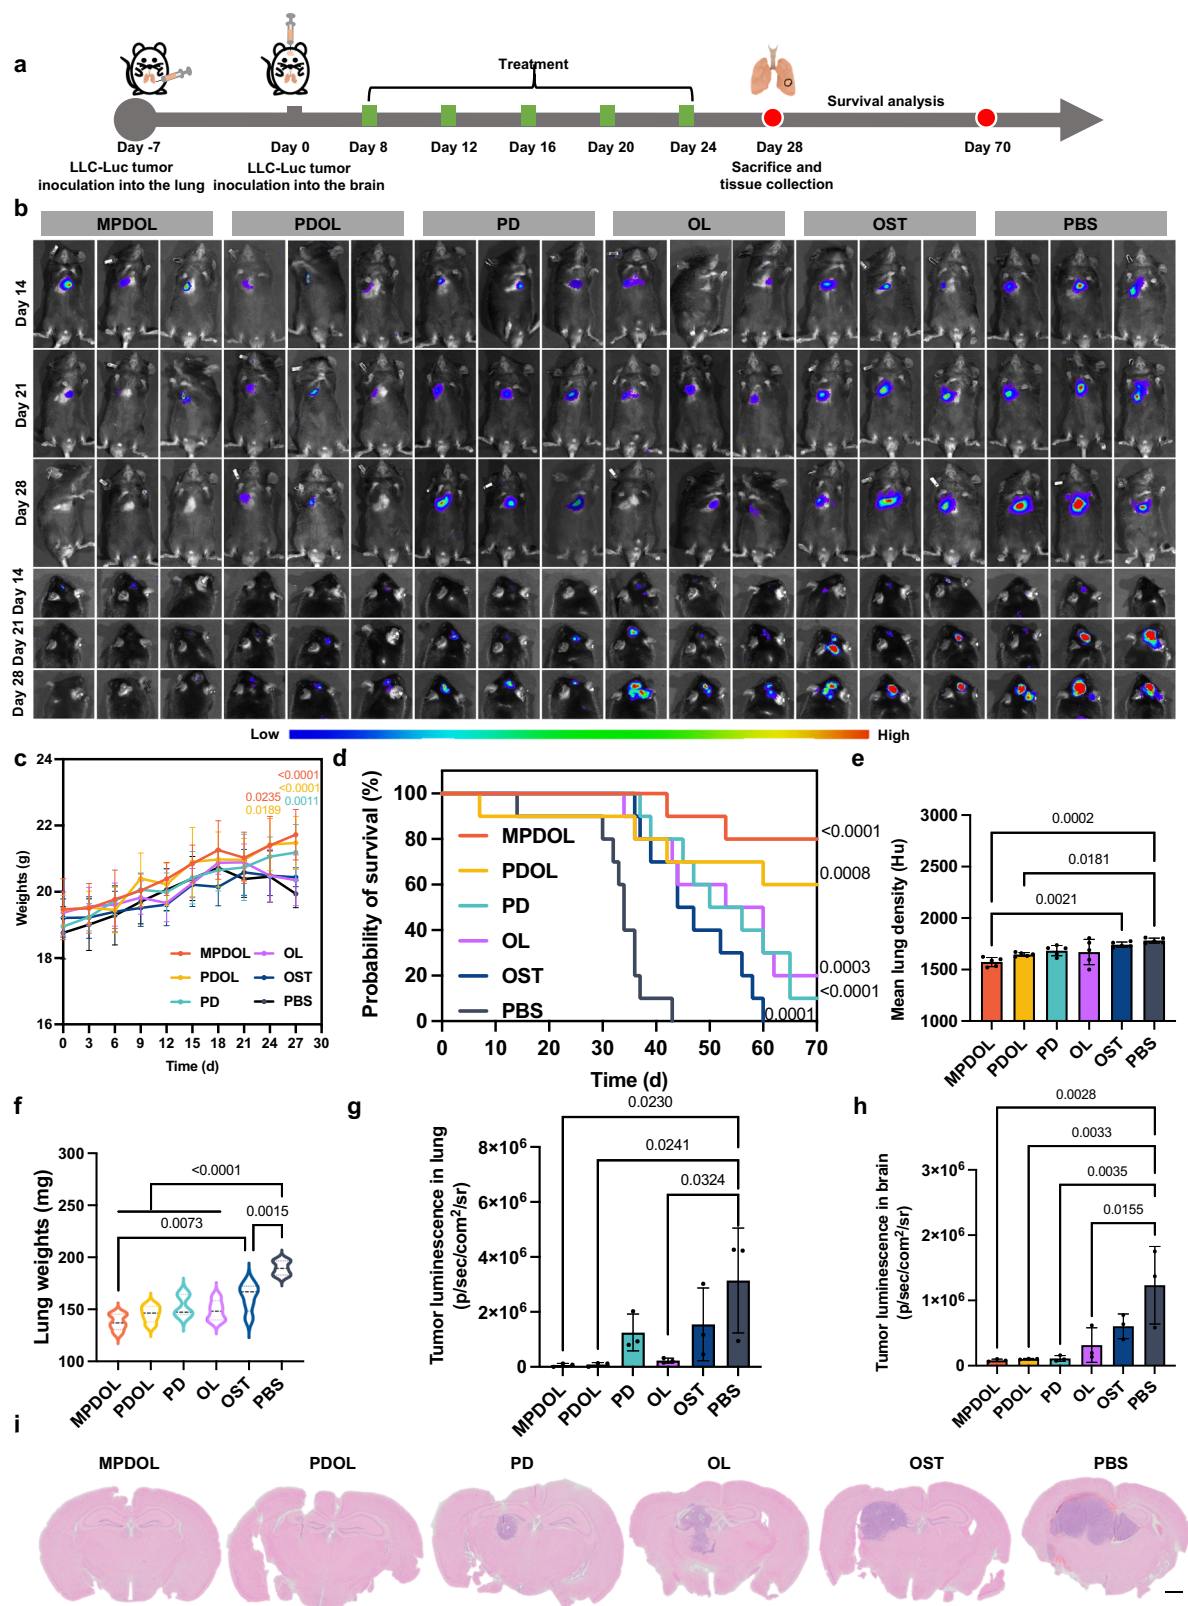 a
Treatment
Survival analysis
Day -7
Day 0
Day 8
Day 12
Day 16
Day 20
Day 24
Day 28
Day 70
LLC-Luc tumor
inoculation into the lung
LLC-Luc tumor
inoculation into the brain
Sacrifice and
tissue collection
b
MPDOL PDOL PD OL OST PBS
Day 14
Day 21
Day 28
Day 14
Day 21
Day 28
Low High
c
24
22
20
18
16
Weights (g)
<0.0001
<0.0001
0.0011
0.0235
0.0189
MPDOL
PDOL
PD
OL
OST
PBS
0 3 6 9 12 15 18 21 24 27 30
Time (d)
d
Probability of survival (%)
100
80
60
40
20
0
MPDOL
PDOL
PD
OL
OST
PBS
<0.0001
0.0008
0.0003
<0.0001
0.0001
0 10 20 30 40 50 60 70
Time (d)
e
Mean lung density (Hu)
3000
2500
2000
1500
1000
0.0002
0.0181
0.0021
MPDOL PDOL PD OL OST PBS
f
Lung weights (mg)
300
250
200
150
100
<0.0001
0.0073
0.0015
MPDOL PDOL PD OL OST PBS
g
Tumor luminescence in lung
(p/sec/com²/sr)
8×10⁶
6×10⁶
4×10⁶
2×10⁶
0
0.0230
0.0241
0.0324
MPDOL PDOL PD OL OST PBS
h
Tumor luminescence in brain
(p/sec/com²/sr)
3×10⁶
2×10⁶
1×10⁶
0
0.0028
0.0033
0.0035
0.0155
MPDOL PDOL PD OL OST PBS
i
MPDOL PDOL PD OL OST PBS